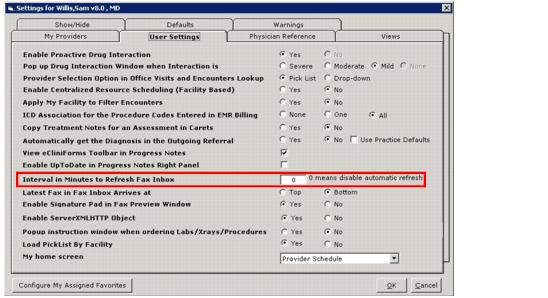 Settings for Willis,Sam v8.0 , MD
Show/Hide Defaults Warnings
My Providers User Settings Physician Reference Views
Enable Proactive Drug Interaction Yes No
Pop up Drug Interaction Window when Interaction is Severe Moderate Mild None
Provider Selection Option in Office Visits and Encounters Lookup Pick List Drop-down
Enable Centralized Resource Scheduling (Facility Based) Yes No
Apply My Facility to Filter Encounters Yes No
ICD Association for the Procedure Codes Entered in EMR Billing None One All
Copy Treatment Notes for an Assessment in Carets Yes No
Automatically get the Diagnosis in the Outgoing Referral Yes No Use Practice Defaults
View eCliniForms Toolbar in Progress Notes
Enable UpToDate in Progress Notes Right Panel
Interval in Minutes to Refresh Fax Inbox 0 0 means disable automatic refresh
Latest Fax in Fax Inbox Arrives at Top Bottom
Enable Signature Pad in Fax Preview Window Yes No
Enable ServerXMLHTTP Object Yes No
Popup instruction window when ordering Labs/Xrays/Procedures Yes No
Load PickList By Facility Yes No
My home screen Provider Schedule
Configure My Assigned Favorites OK Cancel